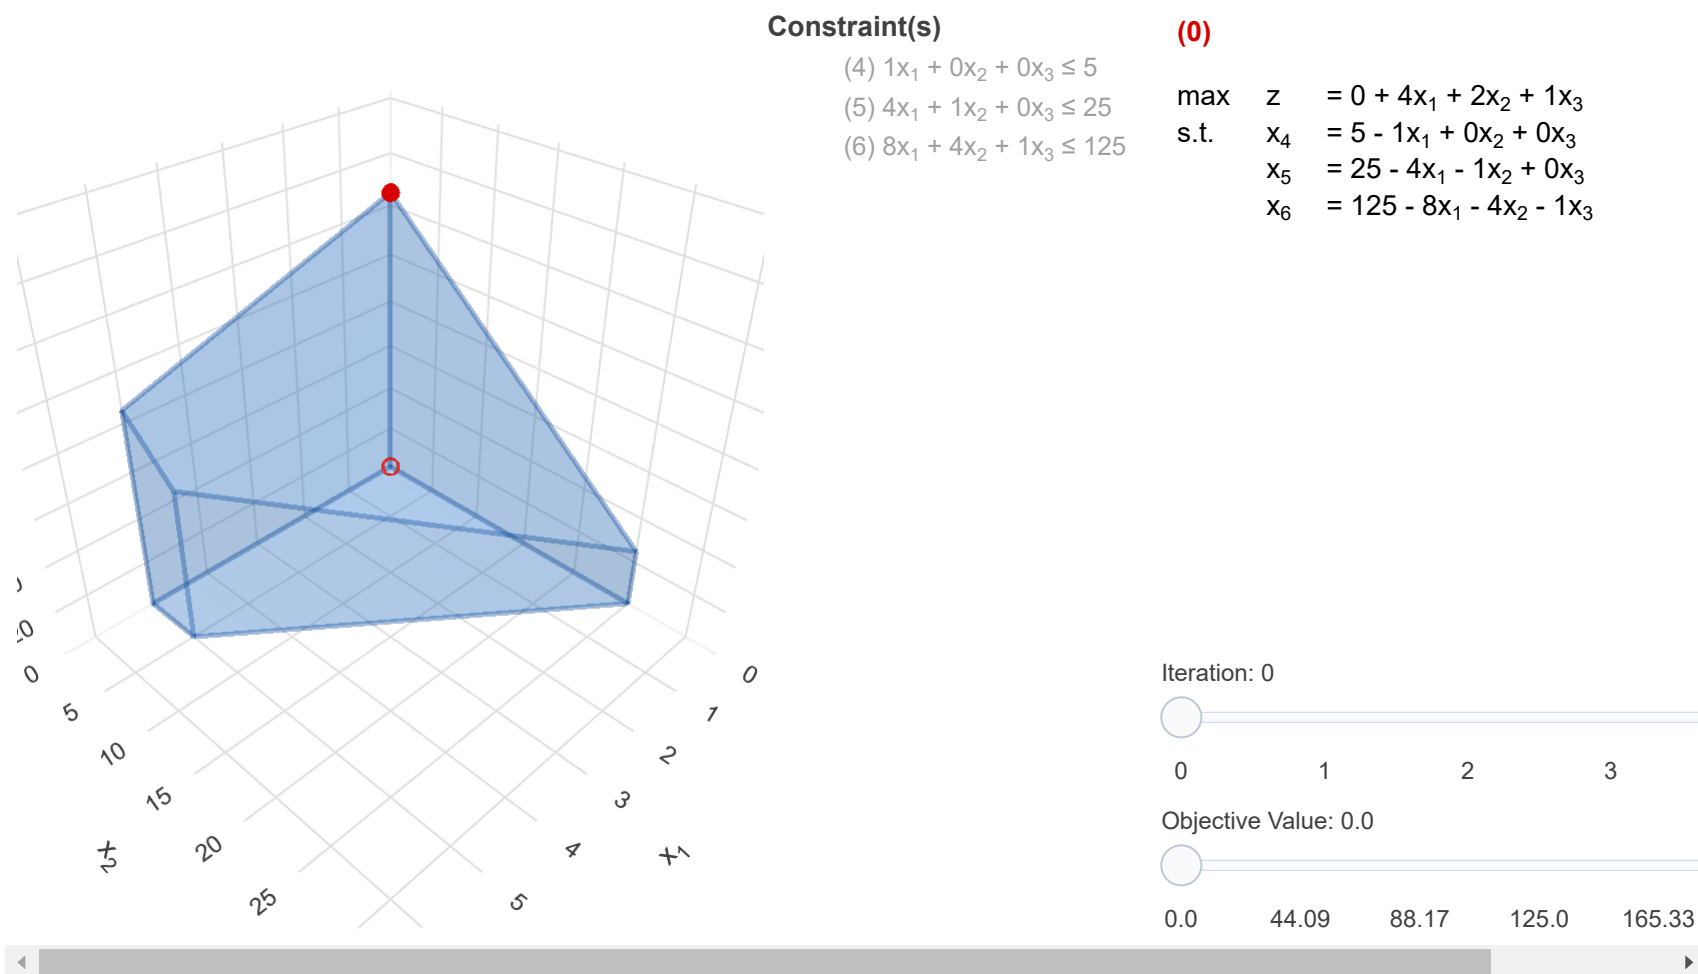 Constraint(s)
(4) 1x₁ + 0x₂ + 0x₃ ≤ 5
(5) 4x₁ + 1x₂ + 0x₃ ≤ 25
(6) 8x₁ + 4x₂ + 1x₃ ≤ 125
(0)
max z = 0 + 4x₁ + 2x₂ + 1x₃
s.t. x₄ = 5 - 1x₁ + 0x₂ + 0x₃
x₅ = 25 - 4x₁ - 1x₂ + 0x₃
x₆ = 125 - 8x₁ - 4x₂ - 1x₃
0
5
10
15
20
25
x₂
0
1
2
3
4
5
x₁
Iteration: 0
0 1 2 3
Objective Value: 0.0
0.0 44.09 88.17 125.0 165.33